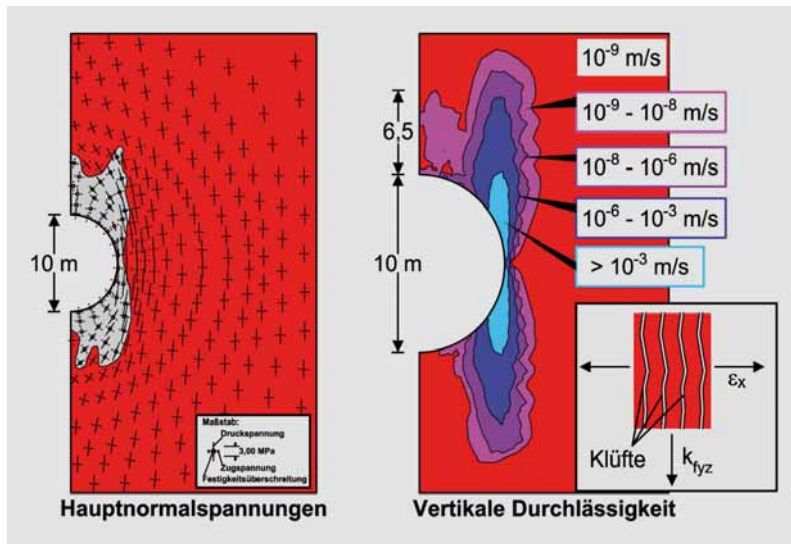 10 m
Maßstab:
Druckspannung
3,00 MPa
Zugspannung
Festigkeitsüberschreitung
Hauptnormalspannungen
6,5
10 m
10⁻⁹ m/s
10⁻⁹ - 10⁻⁸ m/s
10⁻⁸ - 10⁻⁶ m/s
10⁻⁶ - 10⁻³ m/s
> 10⁻³ m/s
εx
Klüfte
kfyz
Vertikale Durchlässigkeit